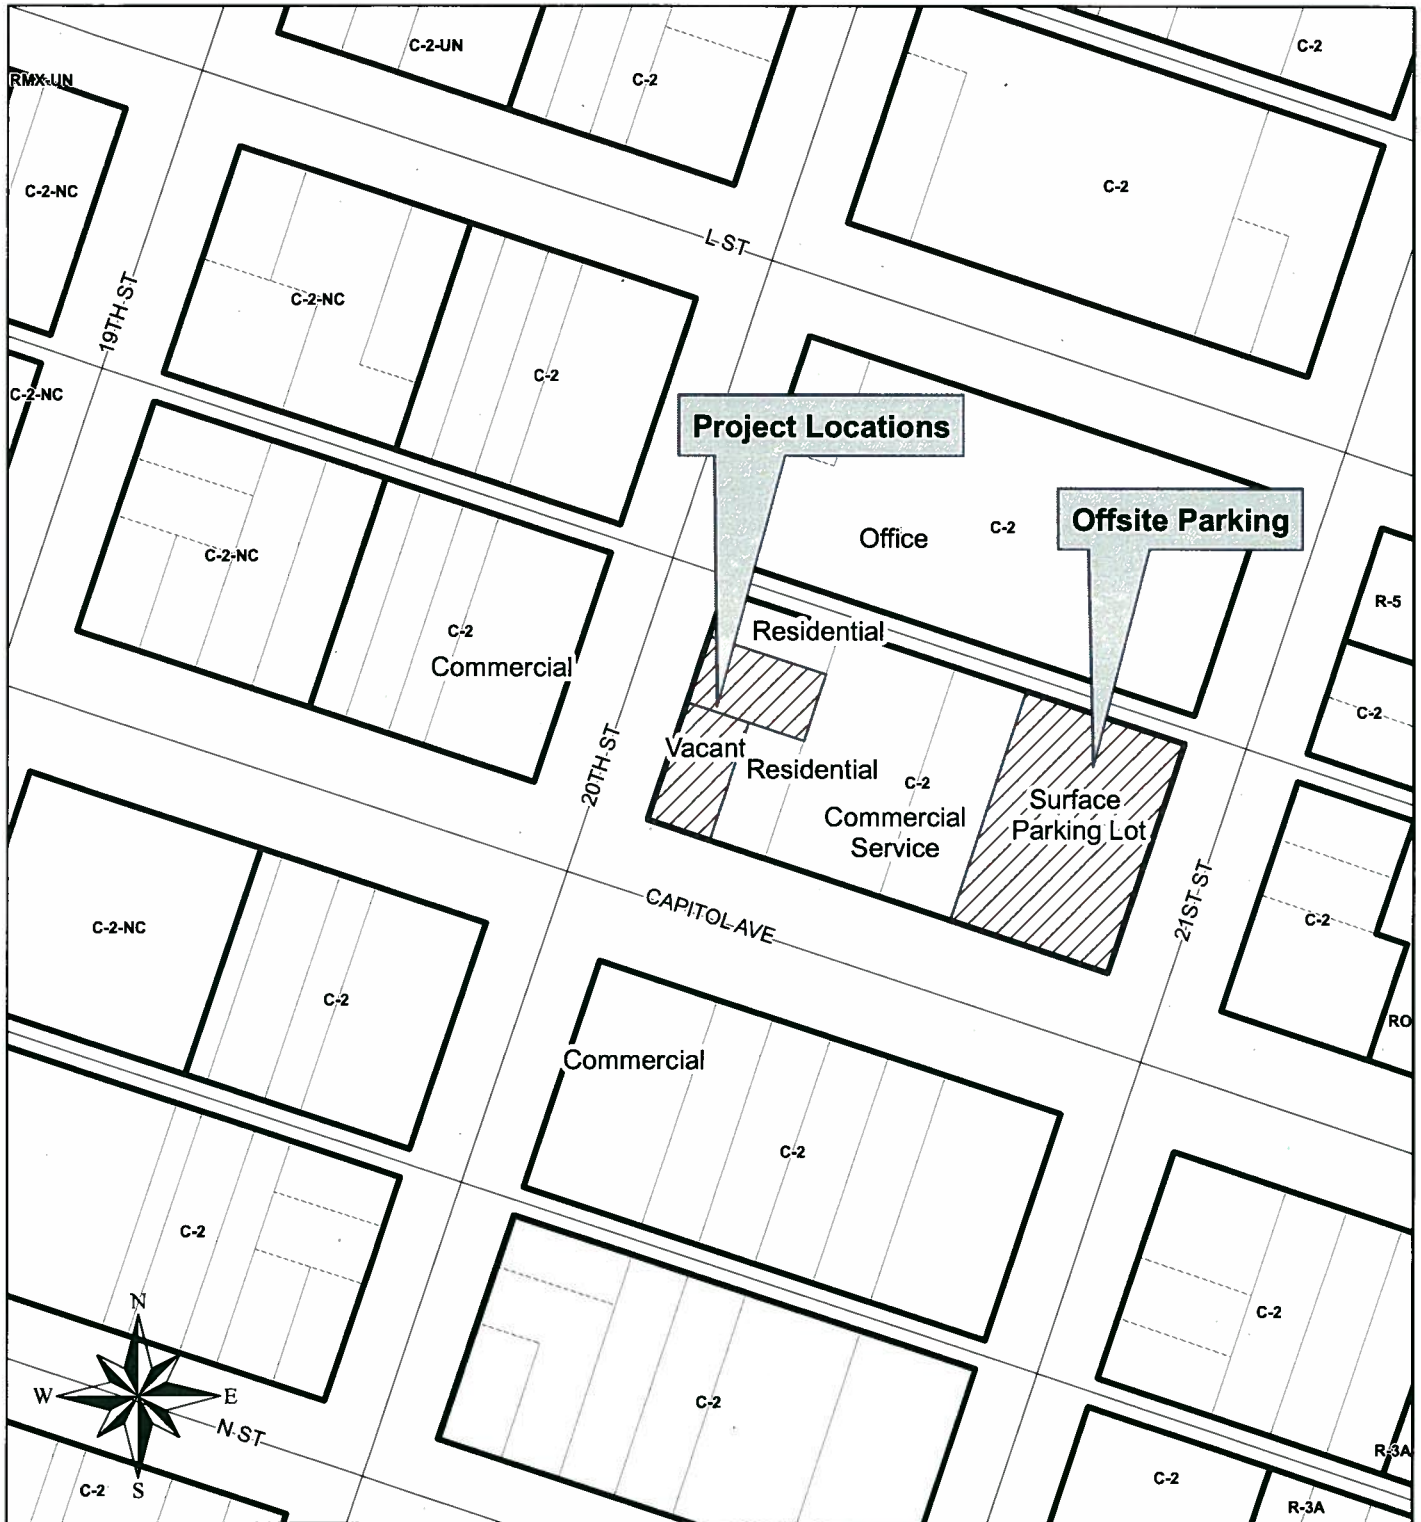 C-2-UN
C-2
C-2
RMX-UN
C-2-NC
C-2
L ST
19TH ST
C-2-NC
C-2
C-2-NC
Project Locations
Offsite Parking
Office
C-2
C-2-NC
R-5
C-2
Commercial
Residential
C-2
20TH ST
Vacant
Residential
C-2
Commercial
Service
Surface
Parking Lot
21ST ST
CAPITOL AVE
C-2
C-2-NC
C-2
RO
Commercial
C-2
C-2
C-2
N
W
E
S
N ST
C-2
C-2
R-3A
C-2
C-2
R-3A